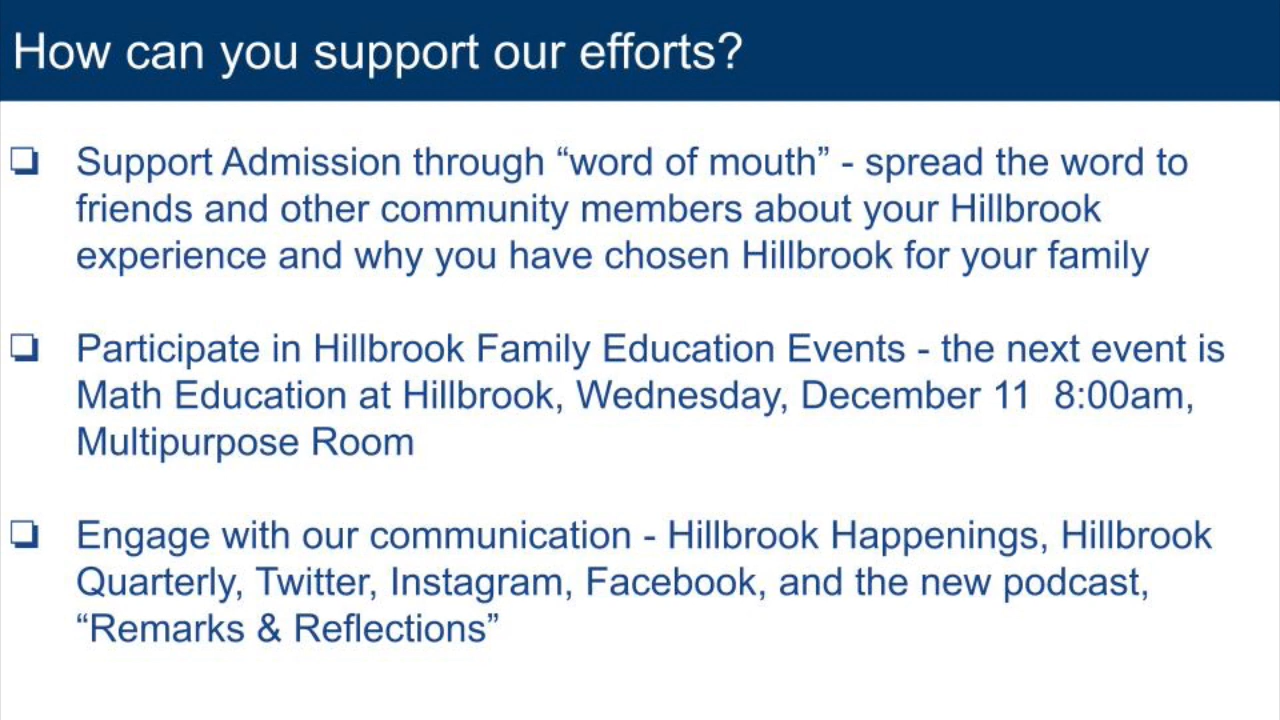 How can you support our efforts?
❏ Support Admission through “word of mouth” - spread the word to
friends and other community members about your Hillbrook
experience and why you have chosen Hillbrook for your family
❏ Participate in Hillbrook Family Education Events - the next event is
Math Education at Hillbrook, Wednesday, December 11  8:00am,
Multipurpose Room
❏ Engage with our communication - Hillbrook Happenings, Hillbrook
Quarterly, Twitter, Instagram, Facebook, and the new podcast,
“Remarks & Reflections”